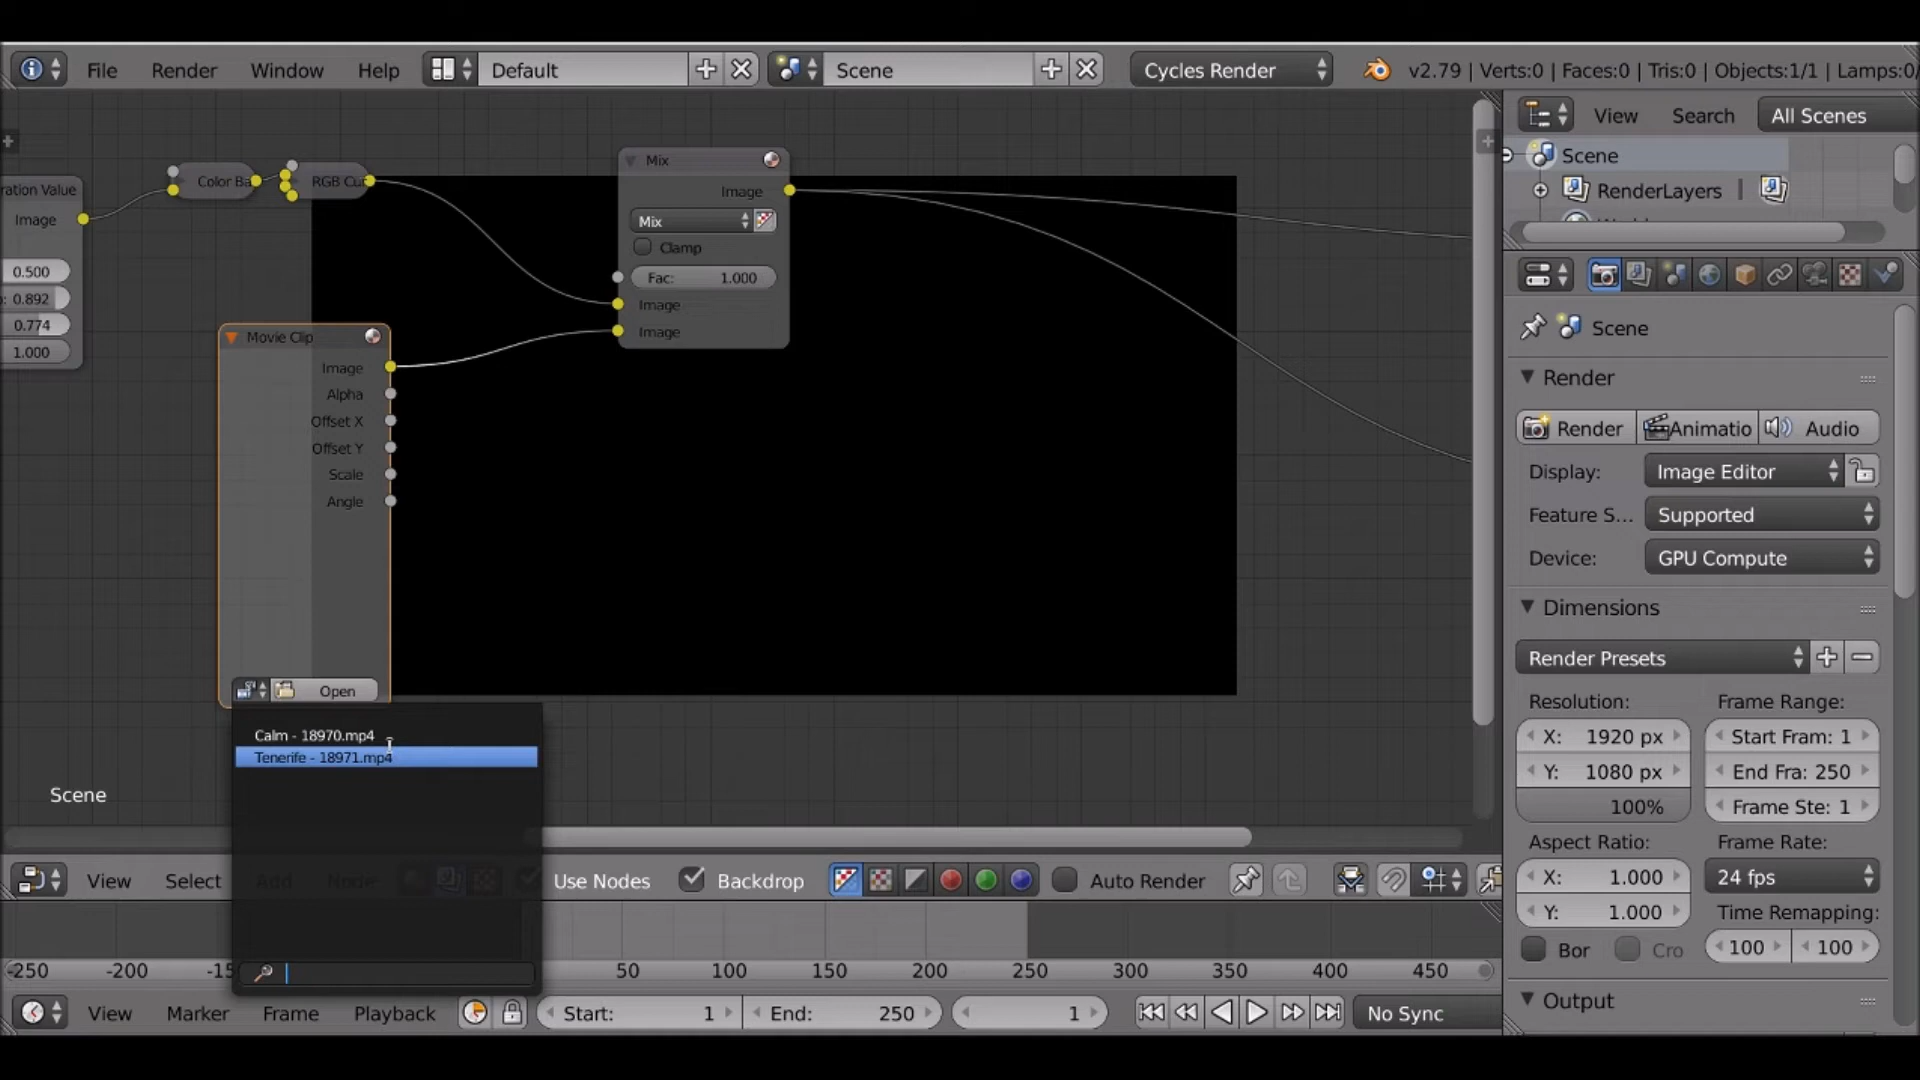 File Render Window Help Default Scene Cycles Render v2.79 | Verts:0 | Faces:0 | Tris:0 | Objects:1/1 | Lamps:0/
View Search All Scenes
Scene
RenderLayers
ration Value
Image
0.500
0.892
0.774
1.000
Color Ba
RGB Cu
Mix
Image
Mix
Clamp
Fac: 1.000
Image
Image
Movie Clip
Image
Alpha
Offset X
Offset Y
Scale
Angle
Open
Calm - 18970.mp4
Tenerife - 18971.mp4
Scene
Scene
Render
Render Animatio Audio
Display: Image Editor
Feature S... Supported
Device: GPU Compute
Dimensions
Render Presets
Resolution: Frame Range:
X: 1920 px Start Fram: 1
Y: 1080 px End Fra: 250
100% Frame Ste: 1
Aspect Ratio: Frame Rate:
X: 1.000 24 fps
Y: 1.000 Time Remapping:
Bor Cro 100 100
Output
View Select Add Node Use Nodes Backdrop Auto Render
-250 -200 -15 50 100 150 200 250 300 350 400 450
View Marker Frame Playback Start: 1 End: 250 1 No Sync